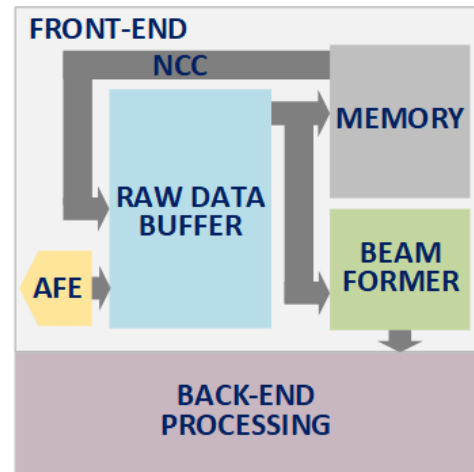 FRONT-END
NCC
MEMORY
RAW DATA
BUFFER
BEAM
FORMER
AFE
BACK-END
PROCESSING